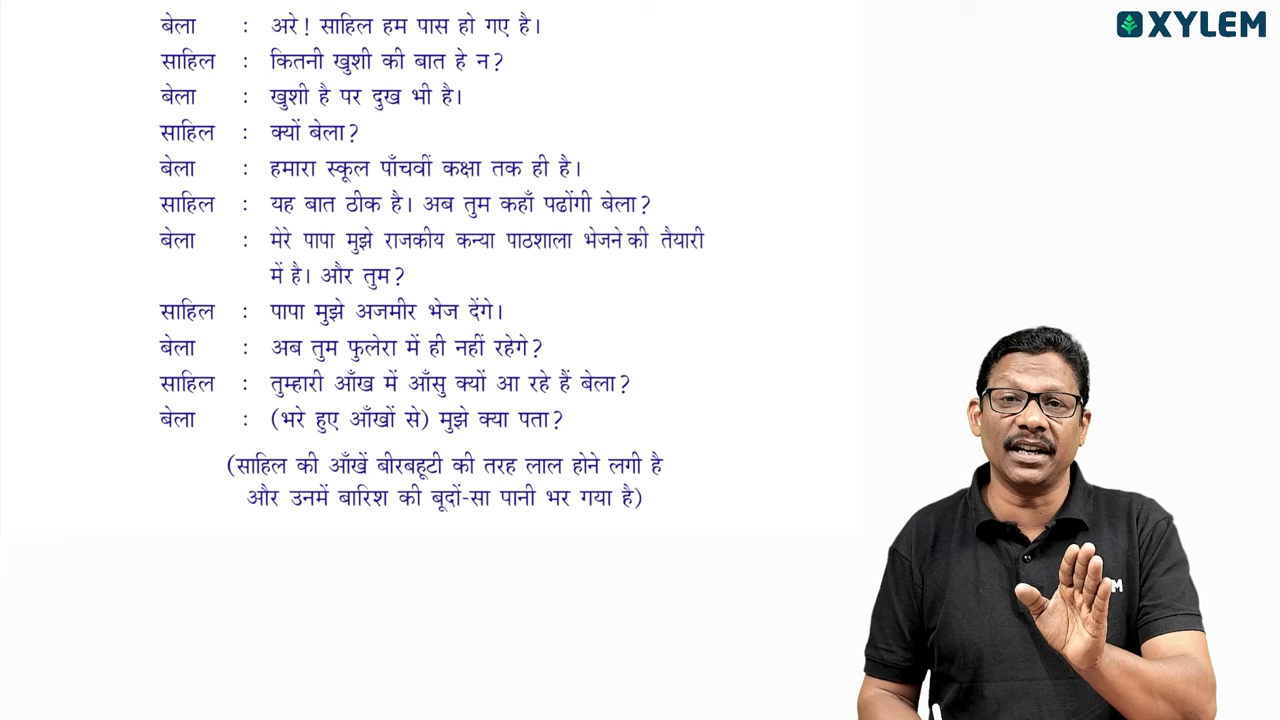 बेला : अरे! साहिल हम पास हो गए है।
XYLEM
साहिल : कितनी खुशी की बात हे न?
बेला : खुशी है पर दुख भी है।
साहिल : क्यों बेला?
बेला : हमारा स्कूल पाँचवीं कक्षा तक ही है।
साहिल : यह बात ठीक है। अब तुम कहाँ पढोंगी बेला?
बेला : मेरे पापा मुझे राजकीय कन्या पाठशाला भेजने की तैयारी
में है। और तुम?
साहिल : पापा मुझे अजमीर भेज देंगे।
बेला : अब तुम फुलेरा में ही नहीं रहेगे?
साहिल : तुम्हारी आँख में आँसु क्यों आ रहे हैं बेला?
बेला : (भरे हुए आँखों से) मुझे क्या पता?
(साहिल की आँखें बीरबहूटी की तरह लाल होने लगी है
और उनमें बारिश की बूदों-सा पानी भर गया है)